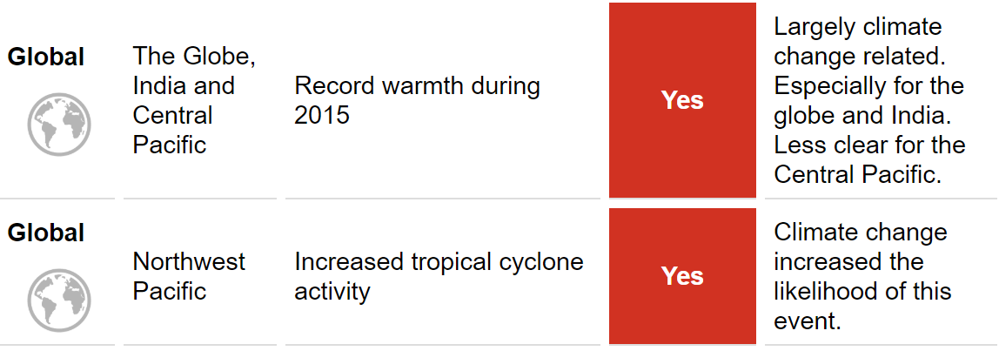 Global
The Globe,
India and
Central
Pacific
Record warmth during
2015
Yes
Largely climate
change related.
Especially for the
globe and India.
Less clear for the
Central Pacific.
Global
Northwest
Pacific
Increased tropical cyclone
activity
Yes
Climate change
increased the
likelihood of this
event.